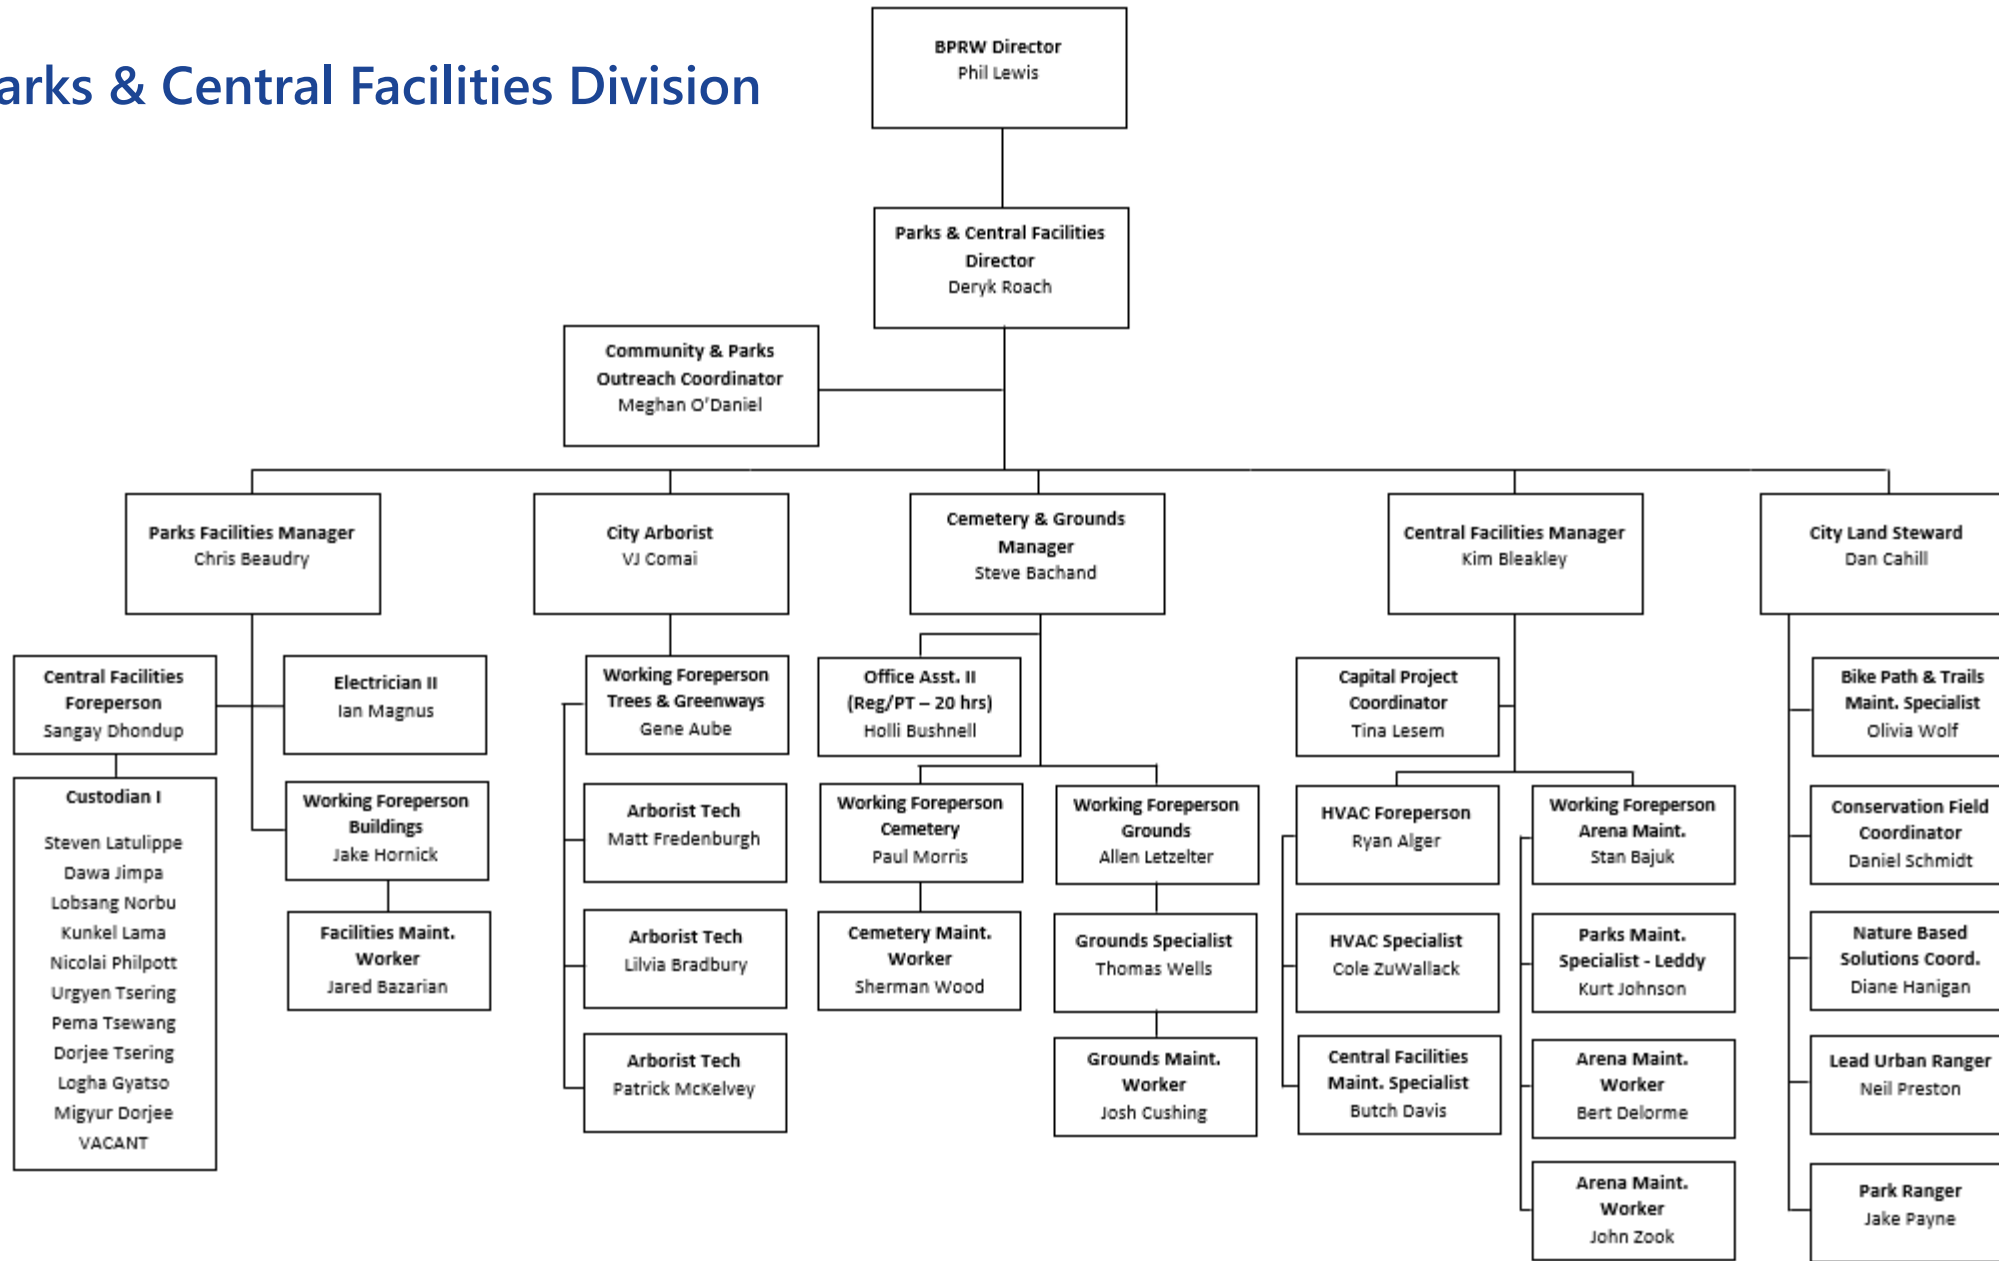 arks & Central Facilities Division
BPRW Director
Phil Lewis
Parks & Central Facilities
Director
Deryk Roach
Community & Parks
Outreach Coordinator
Meghan O'Daniel
Parks Facilities Manager
Chris Beaudry
City Arborist
VJ Comai
Cemetery & Grounds
Manager
Steve Bachand
Central Facilities Manager
Kim Bleakley
City Land Steward
Dan Cahill
Central Facilities
Foreperson
Sangay Dhondup
Electrician II
Ian Magnus
Custodian I
Steven Latulippe
Dawa Jimpa
Lobsang Norbu
Kunkel Lama
Nicolai Philpott
Urgyen Tsering
Pema Tsewang
Dorjee Tsering
Logha Gyatso
Migyur Dorjee
VACANT
Working Foreperson
Buildings
Jake Hornick
Facilities Maint.
Worker
Jared Bazarian
Working Foreperson
Trees & Greenways
Gene Aube
Arborist Tech
Matt Fredenburgh
Arborist Tech
Lilvia Bradbury
Arborist Tech
Patrick McKelvey
Office Asst. II
(Reg/PT – 20 hrs)
Holli Bushnell
Working Foreperson
Cemetery
Paul Morris
Cemetery Maint.
Worker
Sherman Wood
Working Foreperson
Grounds
Allen Letzelter
Grounds Specialist
Thomas Wells
Grounds Maint.
Worker
Josh Cushing
Capital Project
Coordinator
Tina Lesem
HVAC Foreperson
Ryan Alger
HVAC Specialist
Cole ZuWallack
Central Facilities
Maint. Specialist
Butch Davis
Working Foreperson
Arena Maint.
Stan Bajuk
Parks Maint.
Specialist - Leddy
Kurt Johnson
Arena Maint.
Worker
Bert Delorme
Arena Maint.
Worker
John Zook
Bike Path & Trails
Maint. Specialist
Olivia Wolf
Conservation Field
Coordinator
Daniel Schmidt
Nature Based
Solutions Coord.
Diane Hanigan
Lead Urban Ranger
Neil Preston
Park Ranger
Jake Payne